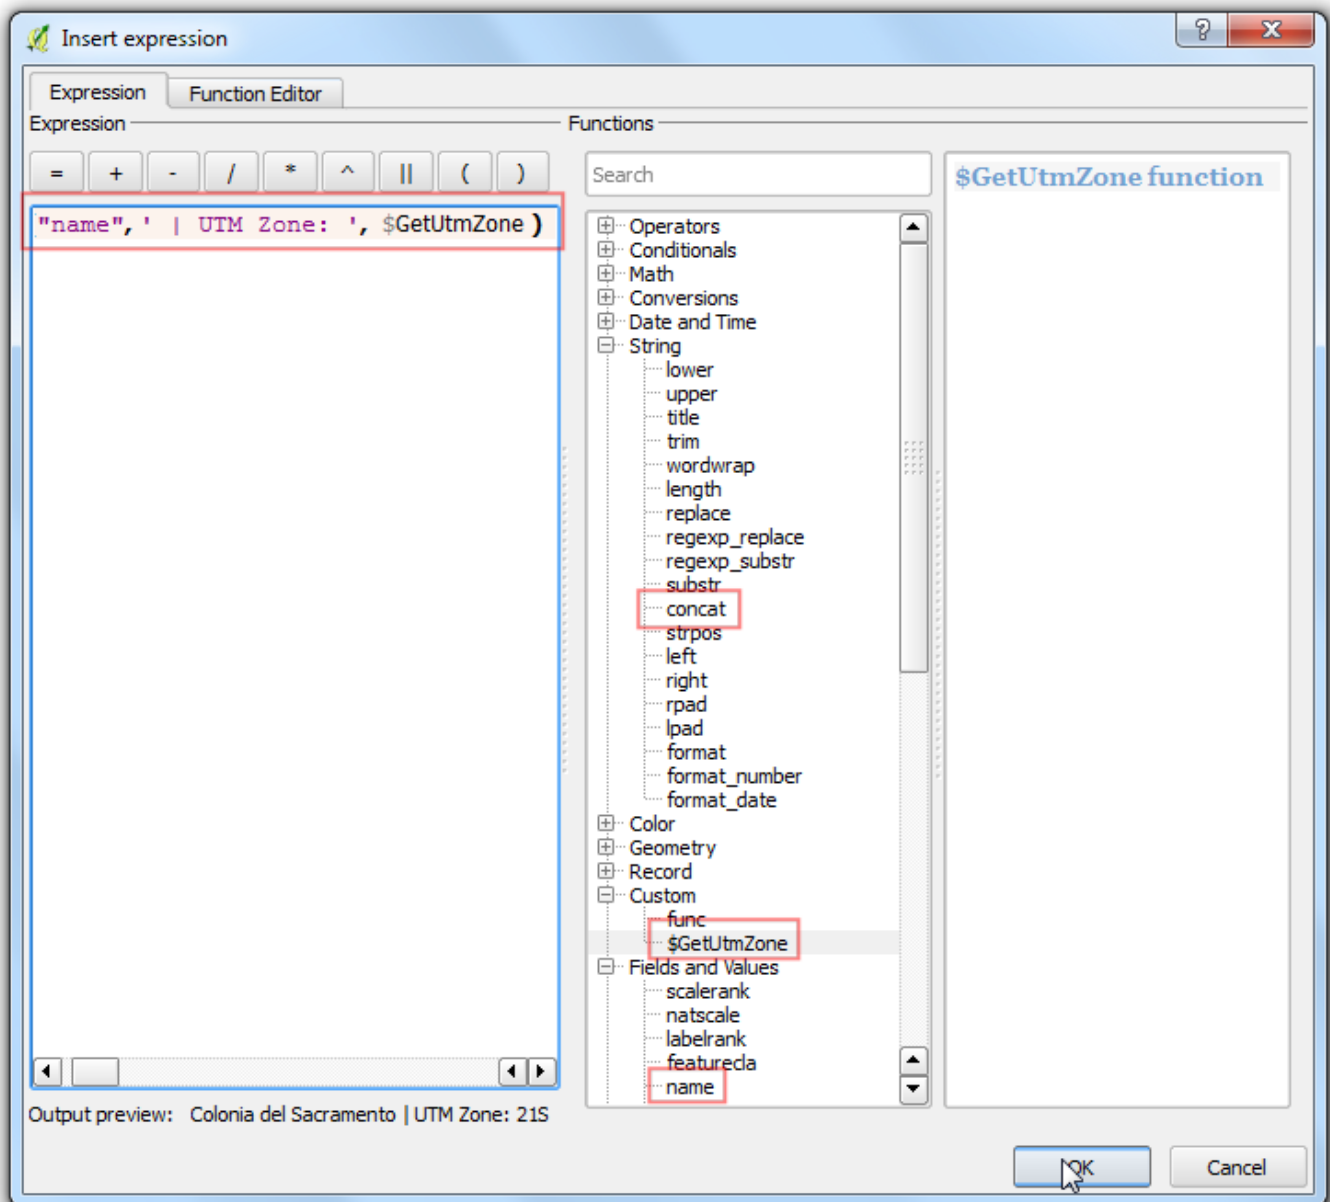 Insert expression
? X
Expression Function Editor
Expression
= + - / * ^ || ( )
"name",' | UTM Zone: ', $GetUtmZone )
Output preview: Colonia del Sacramento | UTM Zone: 21S
Functions
Search
Operators
Conditionals
Math
Conversions
Date and Time
String
lower
upper
title
trim
wordwrap
length
replace
regexp_replace
regexp_substr
substr
concat
strpos
left
right
rpad
lpad
format
format_number
format_date
Color
Geometry
Record
Custom
func
$GetUtmZone
Fields and Values
scalerank
natscale
labelrank
featurecla
name
$GetUtmZone function
OK Cancel